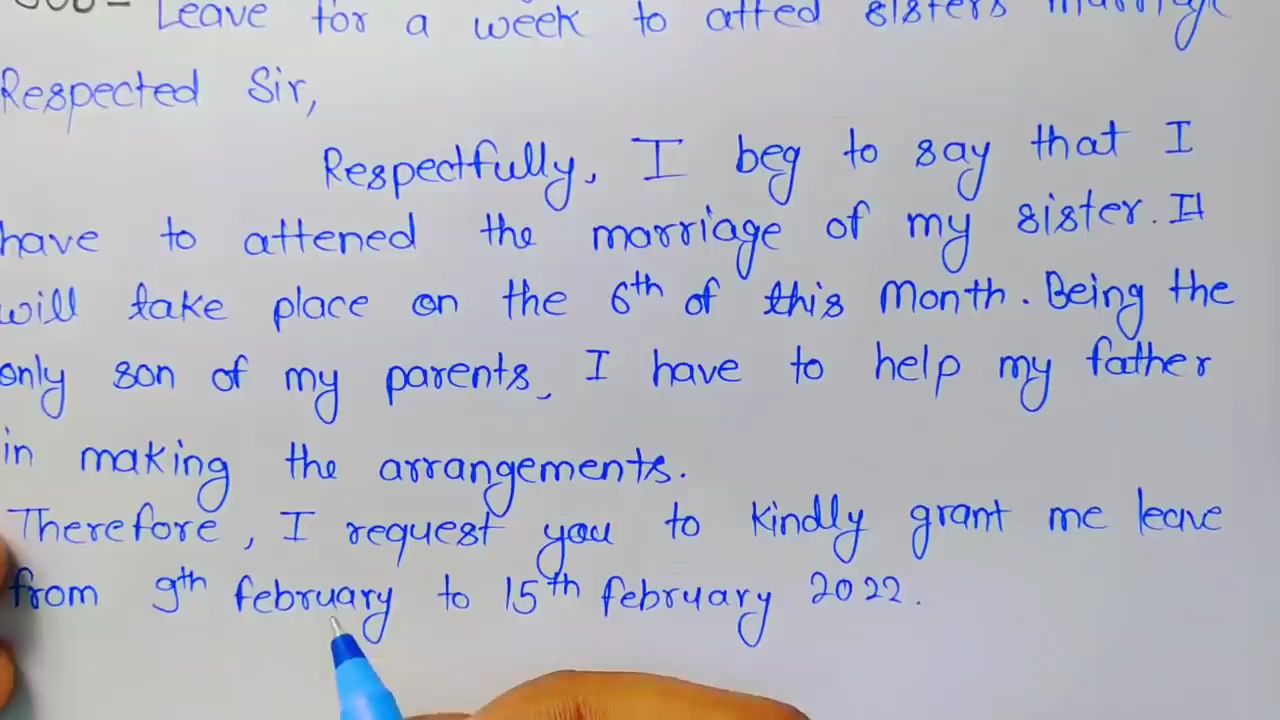 Sub- Leave for a week to atted sisters marriage
Respected Sir,
Respectfully, I beg to say that I
have to attened the marriage of my sister. It
will take place on the 6th of this Month. Being the
only son of my parents, I have to help my father
in making the arrangements.
Therefore, I request you to kindly grant me leave
from 9th february to 15th february 2022.